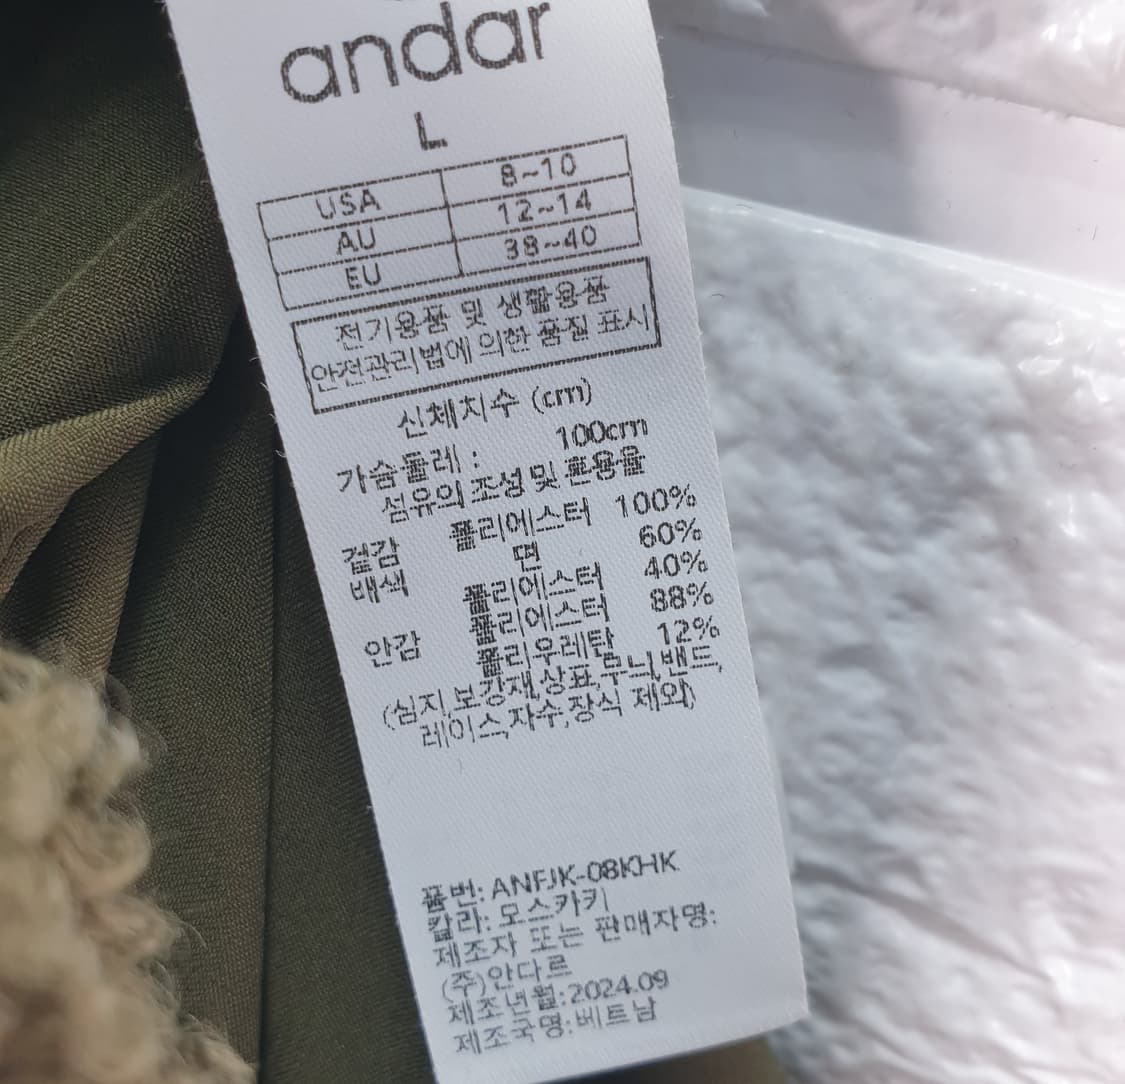 andar
L
USA 8~10
AU 12~14
EU 38~40
전기용품 및 생활용품
안전관리법에 의한 품질 표시
신체치수 (cm)
가슴둘레 : 100cm
섬유의 조성 및 혼용율
겉감 폴리에스터 100%
배색 면 60%
폴리에스터 40%
안감 폴리에스터 88%
폴리우레탄 12%
(심지,보강재,상표,무늬,밴드,
레이스,자수,장식 제외)
품번: ANFJK-08KHK
칼라: 모스카키
제조자 또는 판매자명:
(주)안다르
제조년월:2024.09
제조국명:베트남